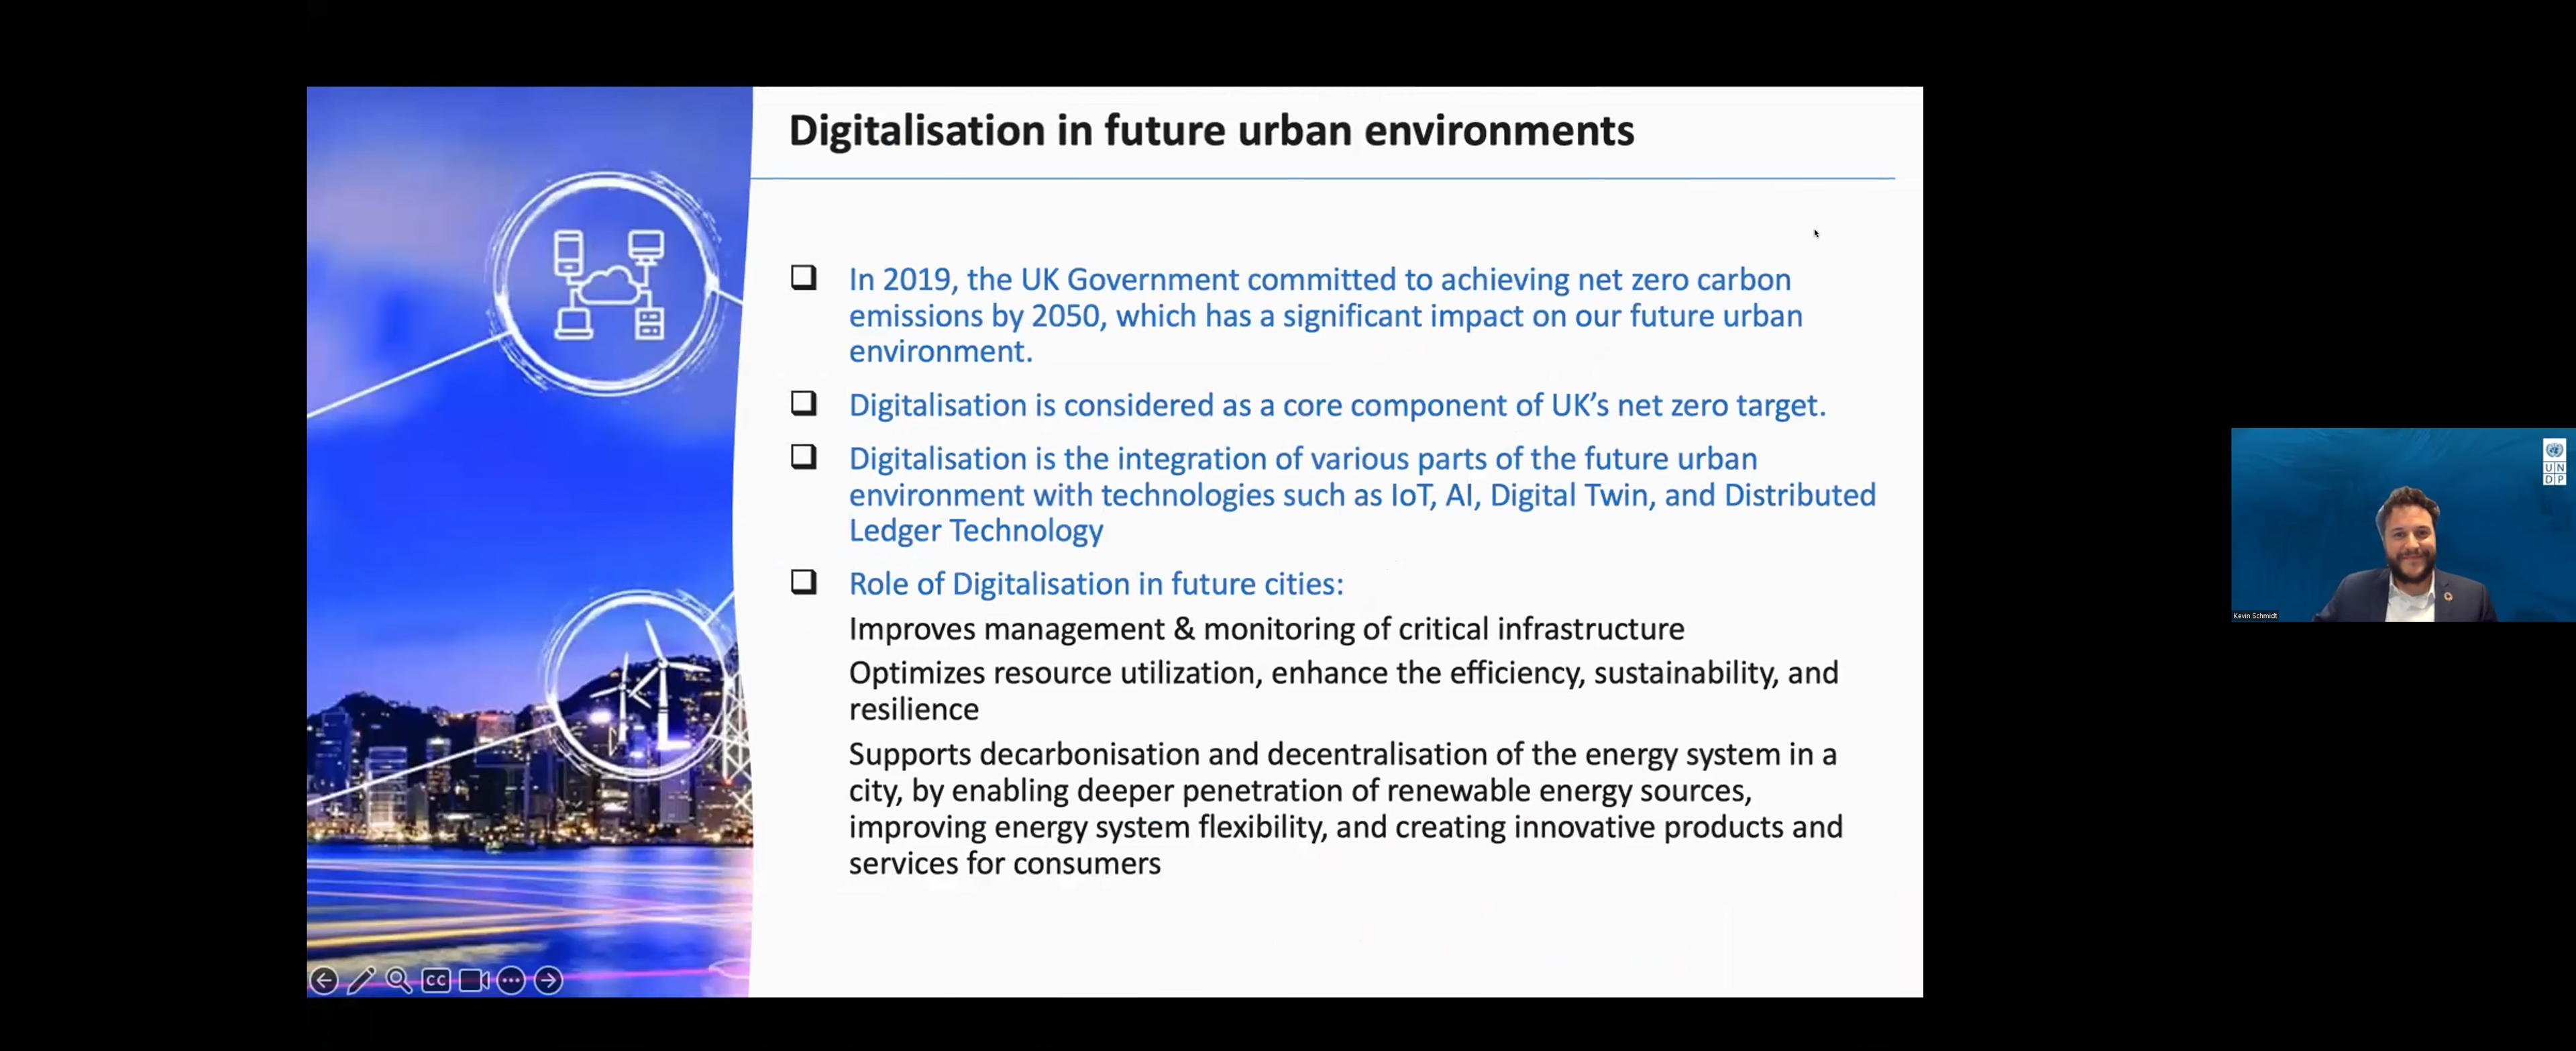 Digitalisation in future urban environments
In 2019, the UK Government committed to achieving net zero carbon
emissions by 2050, which has a significant impact on our future urban
environment.
Digitalisation is considered as a core component of UK’s net zero target.
Digitalisation is the integration of various parts of the future urban
environment with technologies such as IoT, AI, Digital Twin, and Distributed
Ledger Technology
Role of Digitalisation in future cities:
Improves management & monitoring of critical infrastructure
Optimizes resource utilization, enhance the efficiency, sustainability, and
resilience
Supports decarbonisation and decentralisation of the energy system in a
city, by enabling deeper penetration of renewable energy sources,
improving energy system flexibility, and creating innovative products and
services for consumers
CC
UN
DP
Kevin Schmidt